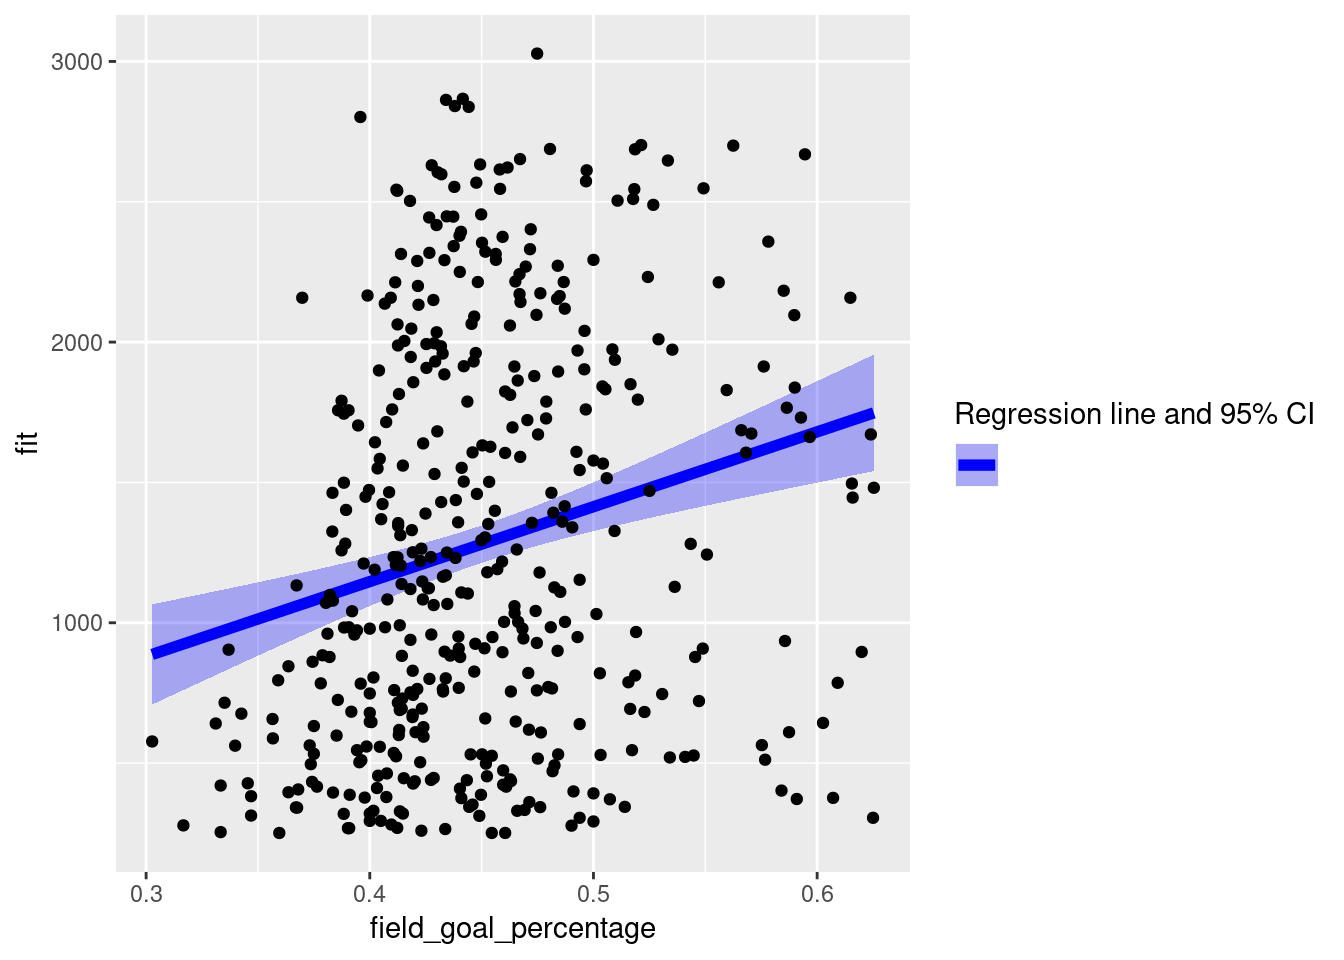 3000
2000
1000
fit
0.3 0.4 0.5 0.6
field_goal_percentage
Regression line and 95% CI